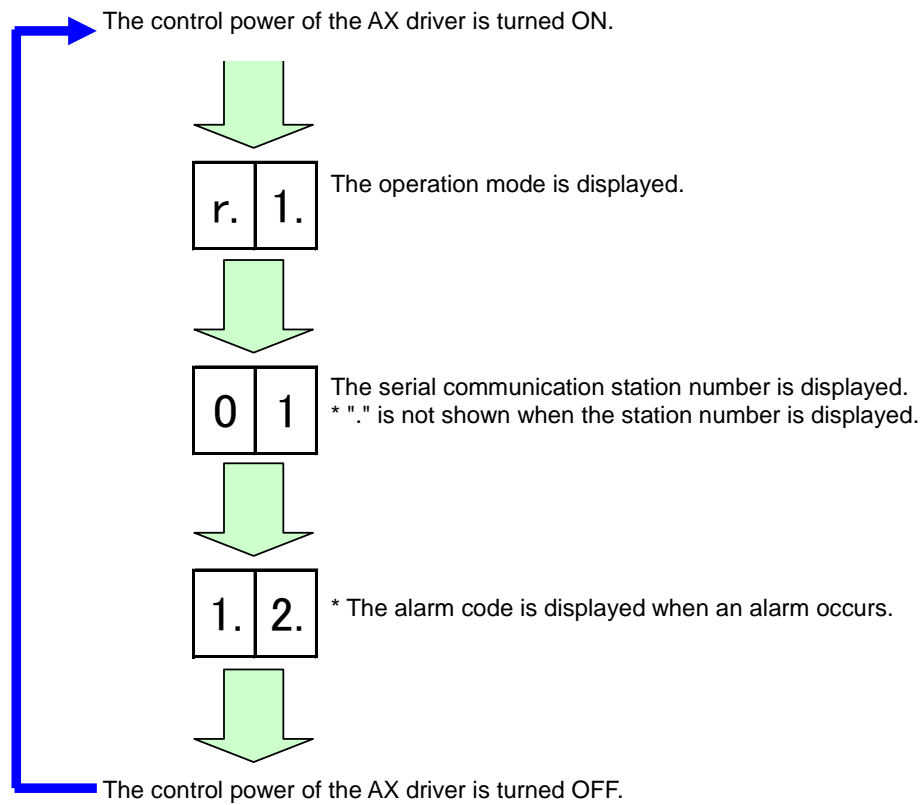 The control power of the AX driver is turned ON.
r. 1.
The operation mode is displayed.
0 1
The serial communication station number is displayed.
* "." is not shown when the station number is displayed.
1. 2.
* The alarm code is displayed when an alarm occurs.
The control power of the AX driver is turned OFF.